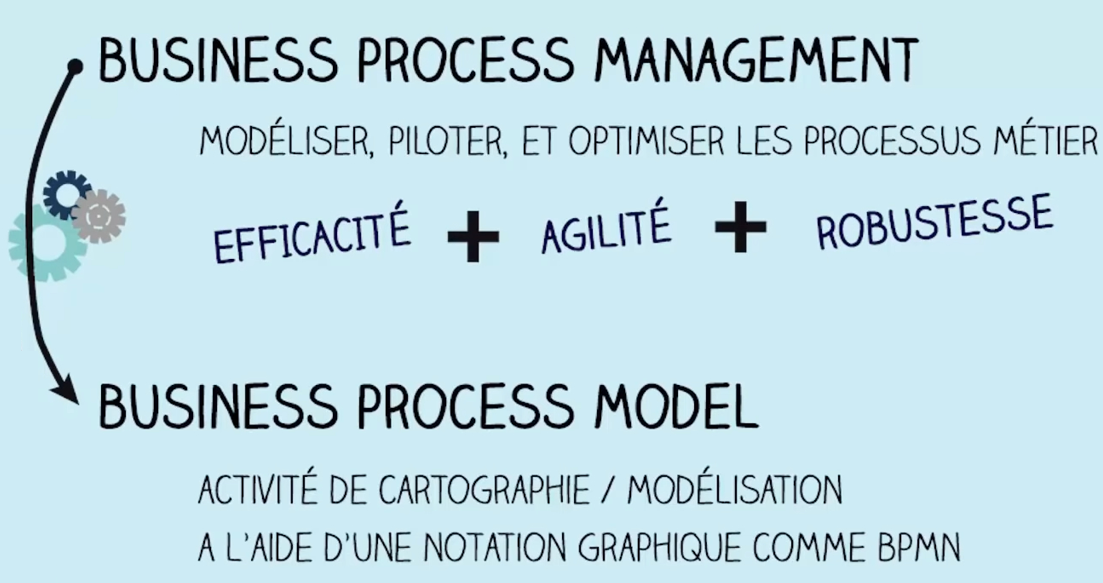 BUSINESS PROCESS MANAGEMENT
MODÉLISER, PILOTER, ET OPTIMISER LES PROCESSUS MÉTIER
EFFICACITÉ + AGILITÉ + ROBUSTESSE
BUSINESS PROCESS MODEL
ACTIVITÉ DE CARTOGRAPHIE / MODÉLISATION
A L'AIDE D'UNE NOTATION GRAPHIQUE COMME BPMN